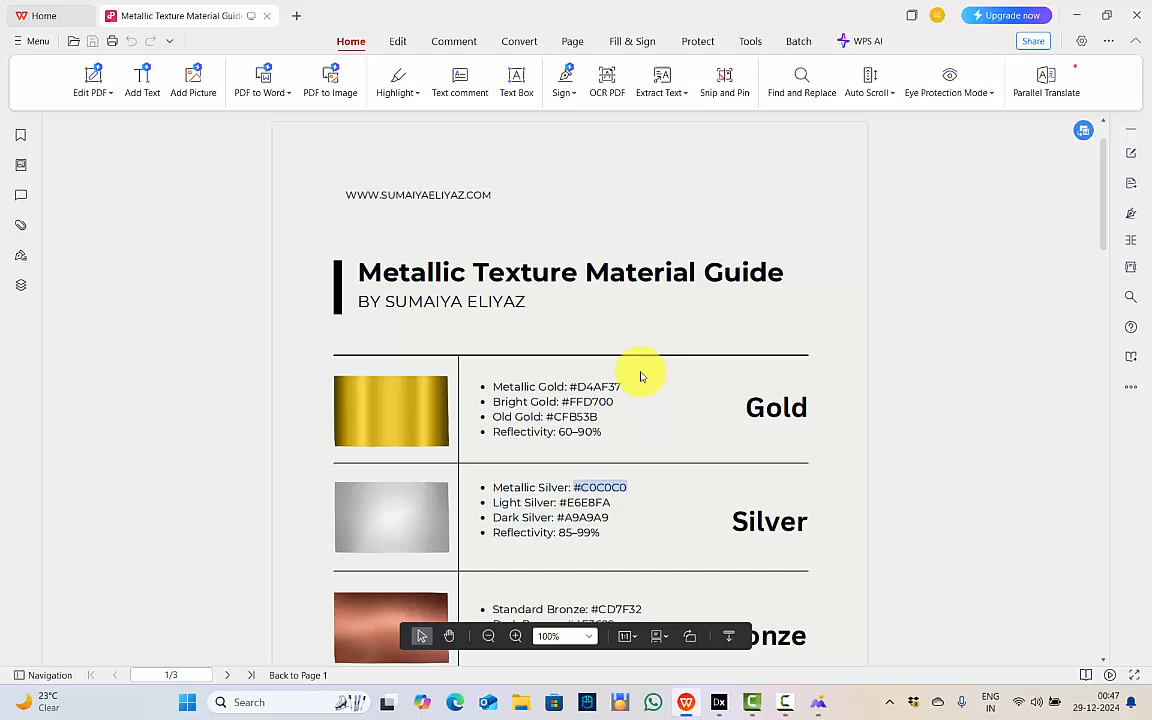 Home
Metallic Texture Material Guid
Upgrade now
Menu
Home
Edit
Comment
Convert
Page
Fill & Sign
Protect
Tools
Batch
WPS AI
Share
Edit PDF
Add Text
Add Picture
PDF to Word
PDF to Image
Highlight
Text comment
Text Box
Sign
OCR PDF
Extract Text
Snip and Pin
Find and Replace
Auto Scroll
Eye Protection Mode
Parallel Translate
WWW.SUMAIYAELIYAZ.COM
Metallic Texture Material Guide
BY SUMAIYA ELIYAZ
• Metallic Gold: #D4AF37
• Bright Gold: #FFD700
• Old Gold: #CFB53B
• Reflectivity: 60–90%
Gold
• Metallic Silver: #C0C0C0
• Light Silver: #E6E8FA
• Dark Silver: #A9A9A9
• Reflectivity: 85–99%
Silver
• Standard Bronze: #CD7F32
onze
100%
Navigation
1/3
Back to Page 1
23°C
Clear
Search
ENG
IN
00:47
29-12-2024